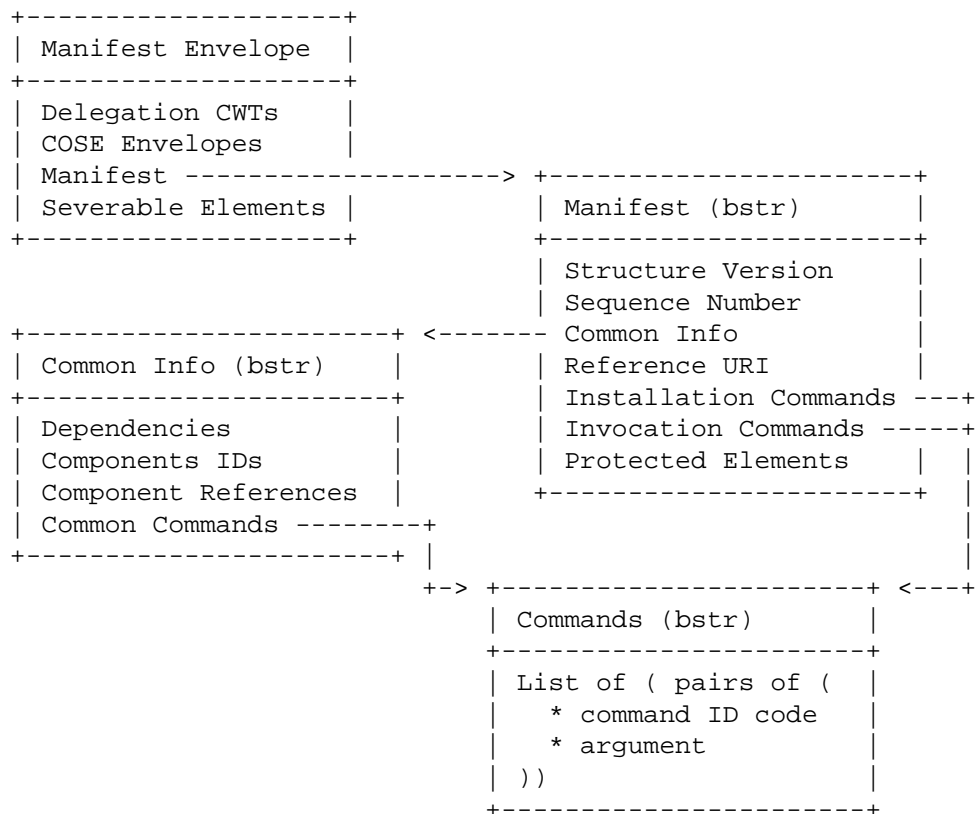 Manifest Envelope
Delegation CWTs
COSE Envelopes
Manifest
Severable Elements
Manifest (bstr)
Structure Version
Sequence Number
Common Info
Reference URI
Installation Commands
Invocation Commands
Protected Elements
Common Info (bstr)
Dependencies
Components IDs
Component References
Common Commands
Commands (bstr)
List of ( pairs of (
* command ID code
* argument
))